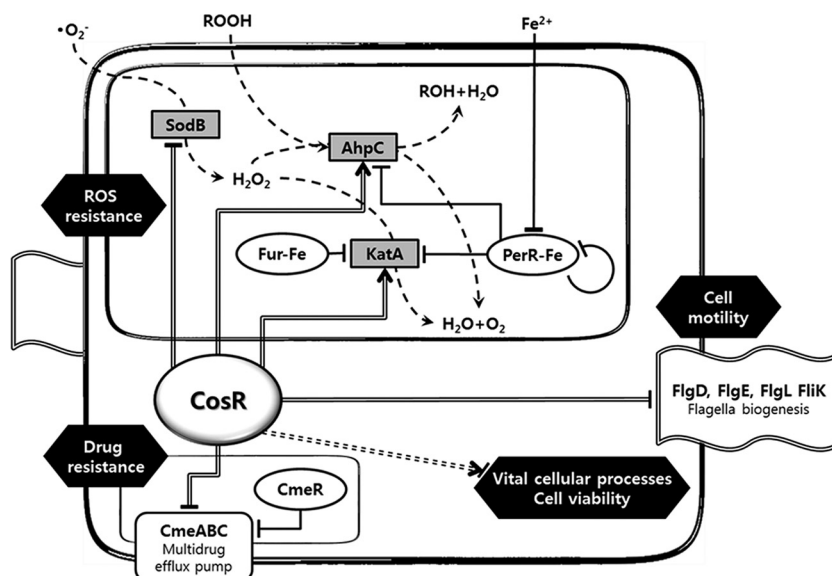 •O₂⁻
ROOH
Fe²⁺
ROH+H₂O
SodB
AhpC
H₂O₂
ROS
resistance
Fur-Fe
KatA
PerR-Fe
Cell
motility
H₂O+O₂
FlgD, FlgE, FlgL FliK
Flagella biogenesis
CosR
Drug
resistance
Vital cellular processes
Cell viability
CmeR
CmeABC
Multidrug
efflux pump